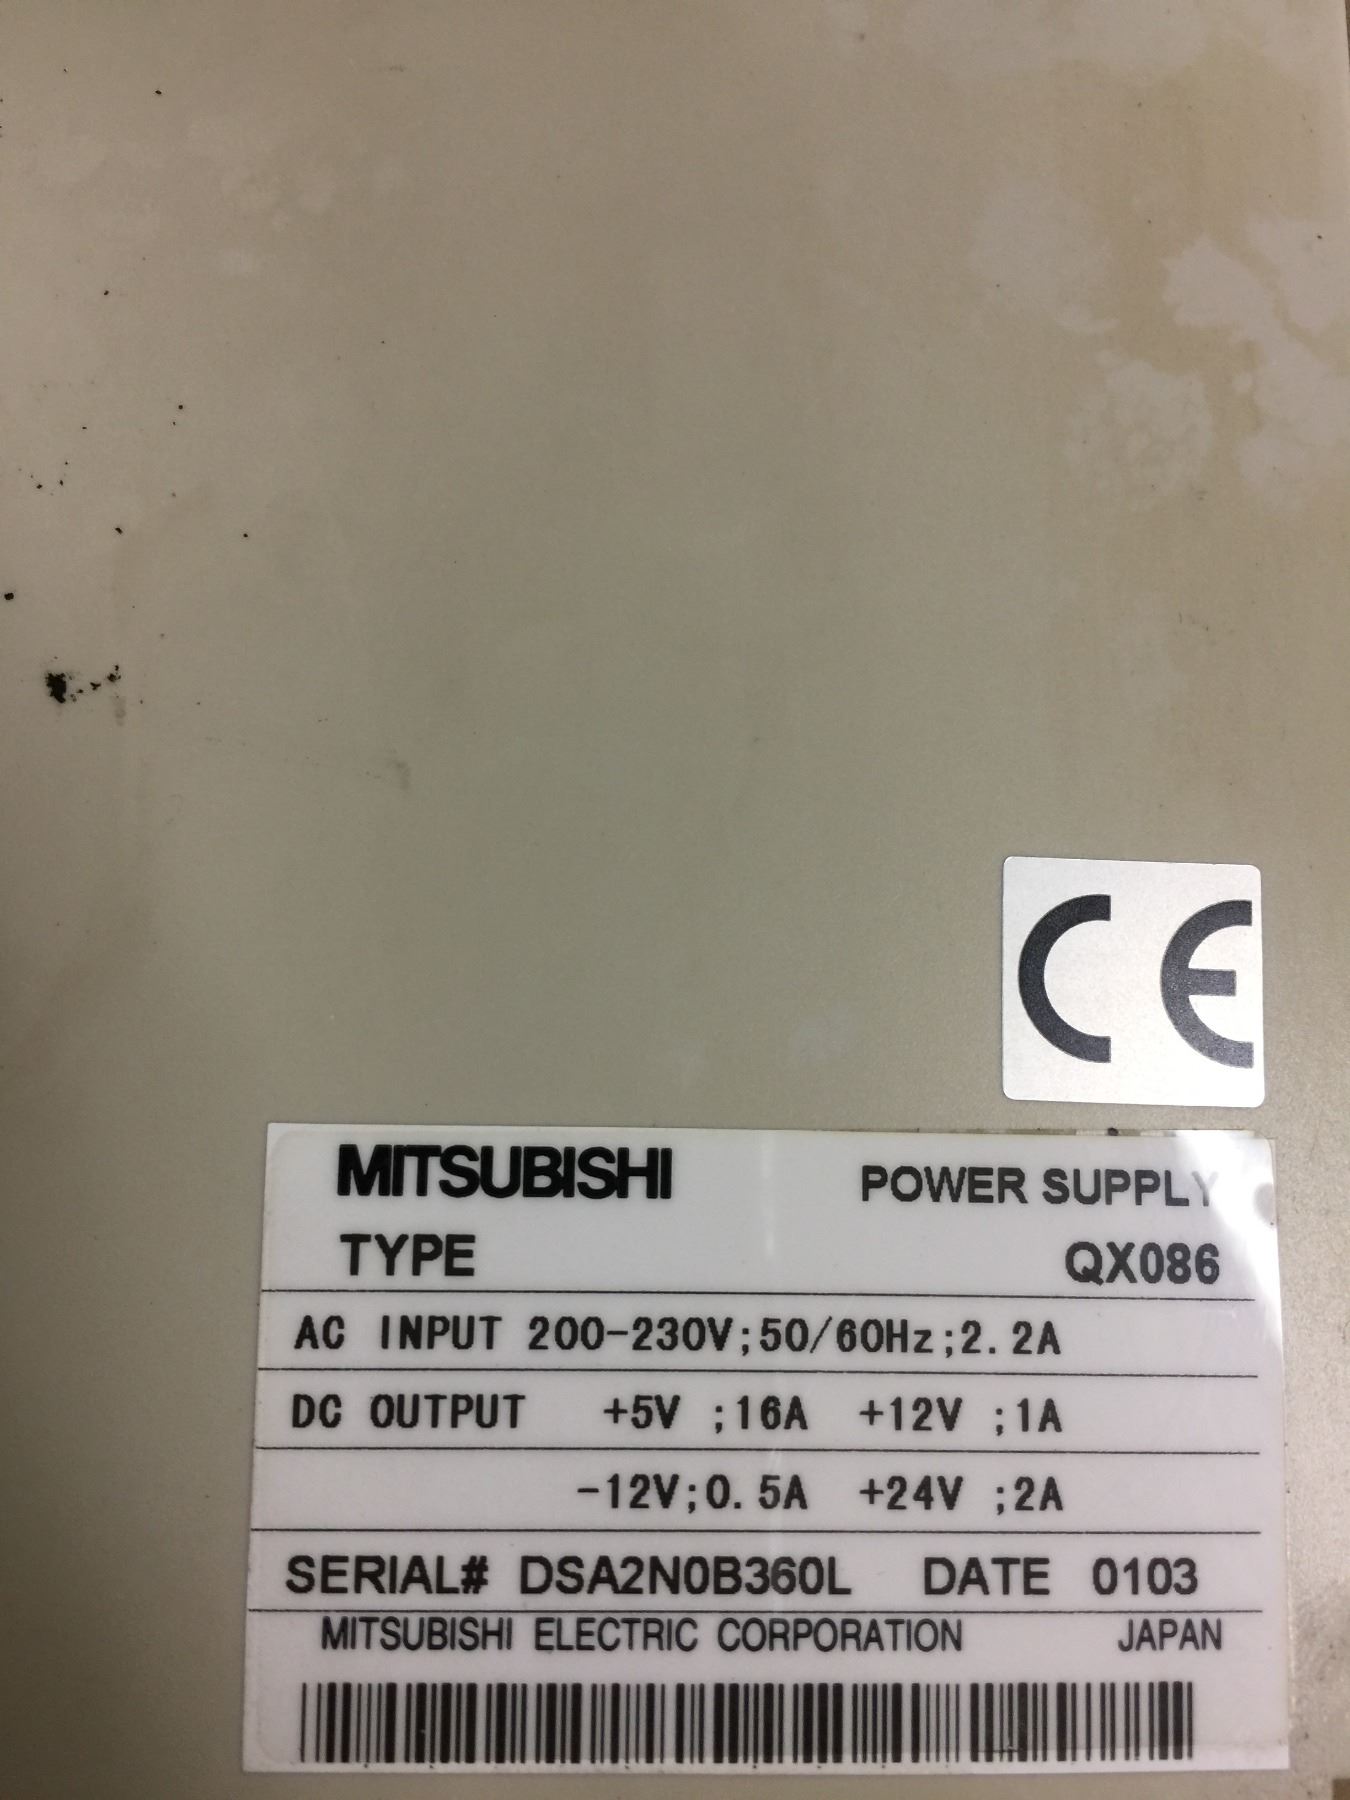 CE
MITSUBISHI POWER SUPPLY
TYPE QX086
AC INPUT 200-230V;50/60Hz;2.2A
DC OUTPUT +5V ;16A +12V ;1A
-12V;0.5A +24V ;2A
SERIAL# DSA2N0B360L DATE 0103
MITSUBISHI ELECTRIC CORPORATION JAPAN